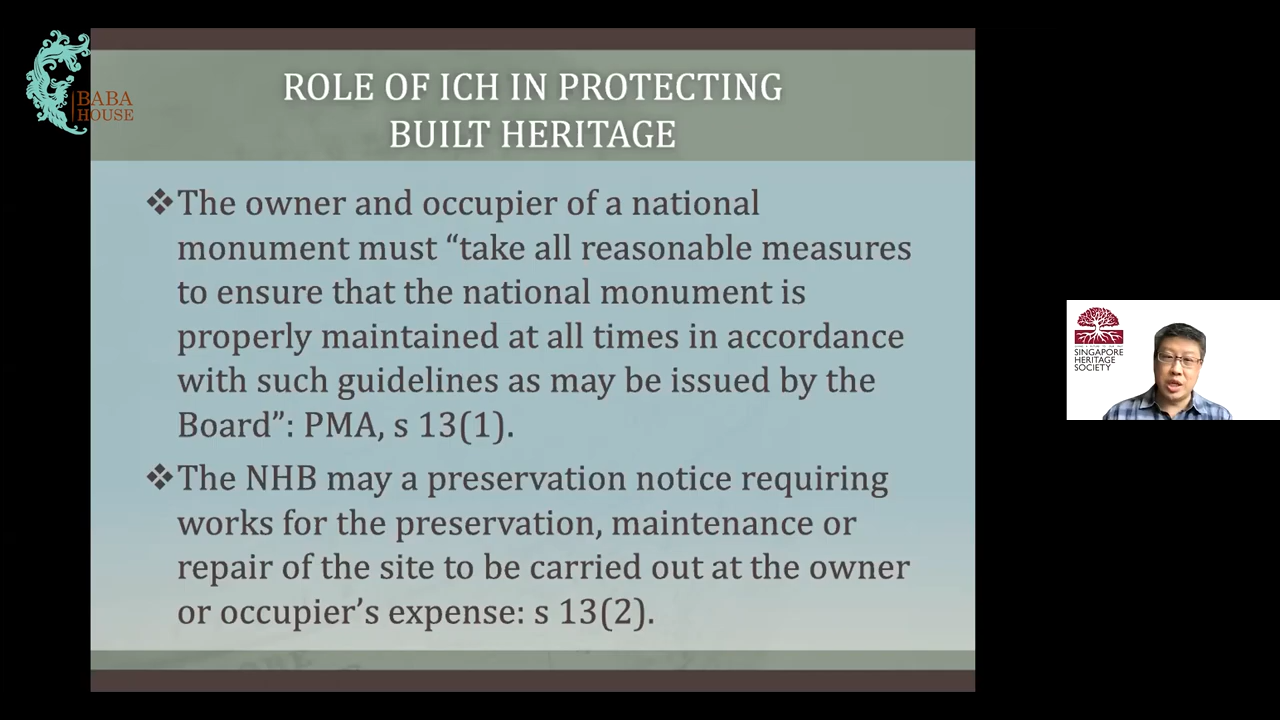 BABA
HOUSE
ROLE OF ICH IN PROTECTING
BUILT HERITAGE
❖The owner and occupier of a national
monument must “take all reasonable measures
to ensure that the national monument is
properly maintained at all times in accordance
with such guidelines as may be issued by the
Board”: PMA, s 13(1).
❖The NHB may a preservation notice requiring
works for the preservation, maintenance or
repair of the site to be carried out at the owner
or occupier’s expense: s 13(2).
SINGAPORE
HERITAGE
SOCIETY